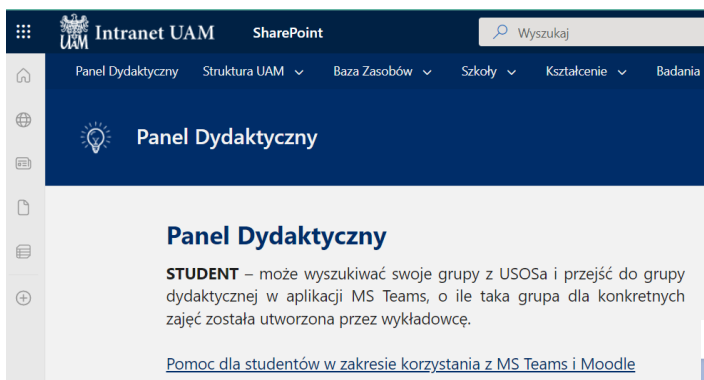 UAM Intranet UAM SharePoint Wyszukaj
Panel Dydaktyczny Struktura UAM Baza Zasobów Szkoły Kształcenie Badania
Panel Dydaktyczny
Panel Dydaktyczny
STUDENT – może wyszukiwać swoje grupy z USOSa i przejść do grupy
dydaktycznej w aplikacji MS Teams, o ile taka grupa dla konkretnych
zajęć została utworzona przez wykładowcę.
Pomoc dla studentów w zakresie korzystania z MS Teams i Moodle